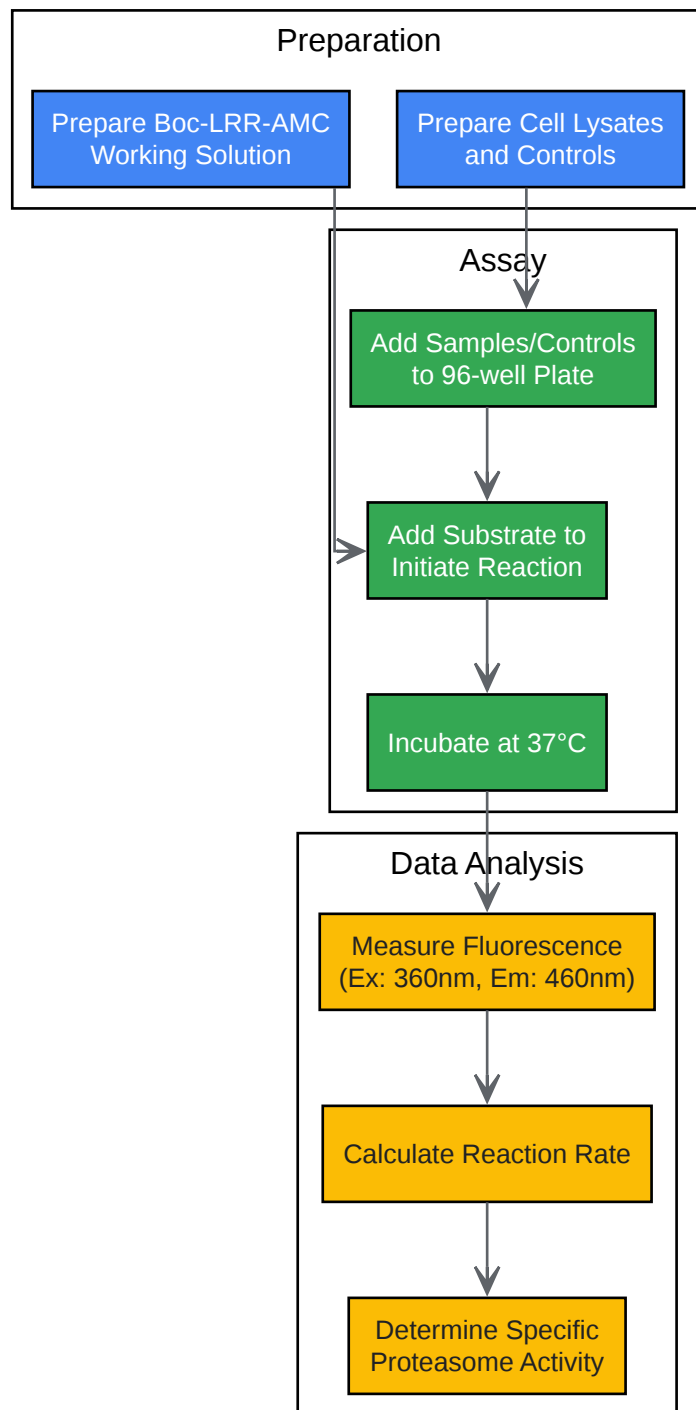 Preparation
Prepare Boc-LRR-AMC
Working Solution
Prepare Cell Lysates
and Controls
Assay
Add Samples/Controls
to 96-well Plate
Add Substrate to
Initiate Reaction
Incubate at 37°C
Data Analysis
Measure Fluorescence
(Ex: 360nm, Em: 460nm)
Calculate Reaction Rate
Determine Specific
Proteasome Activity